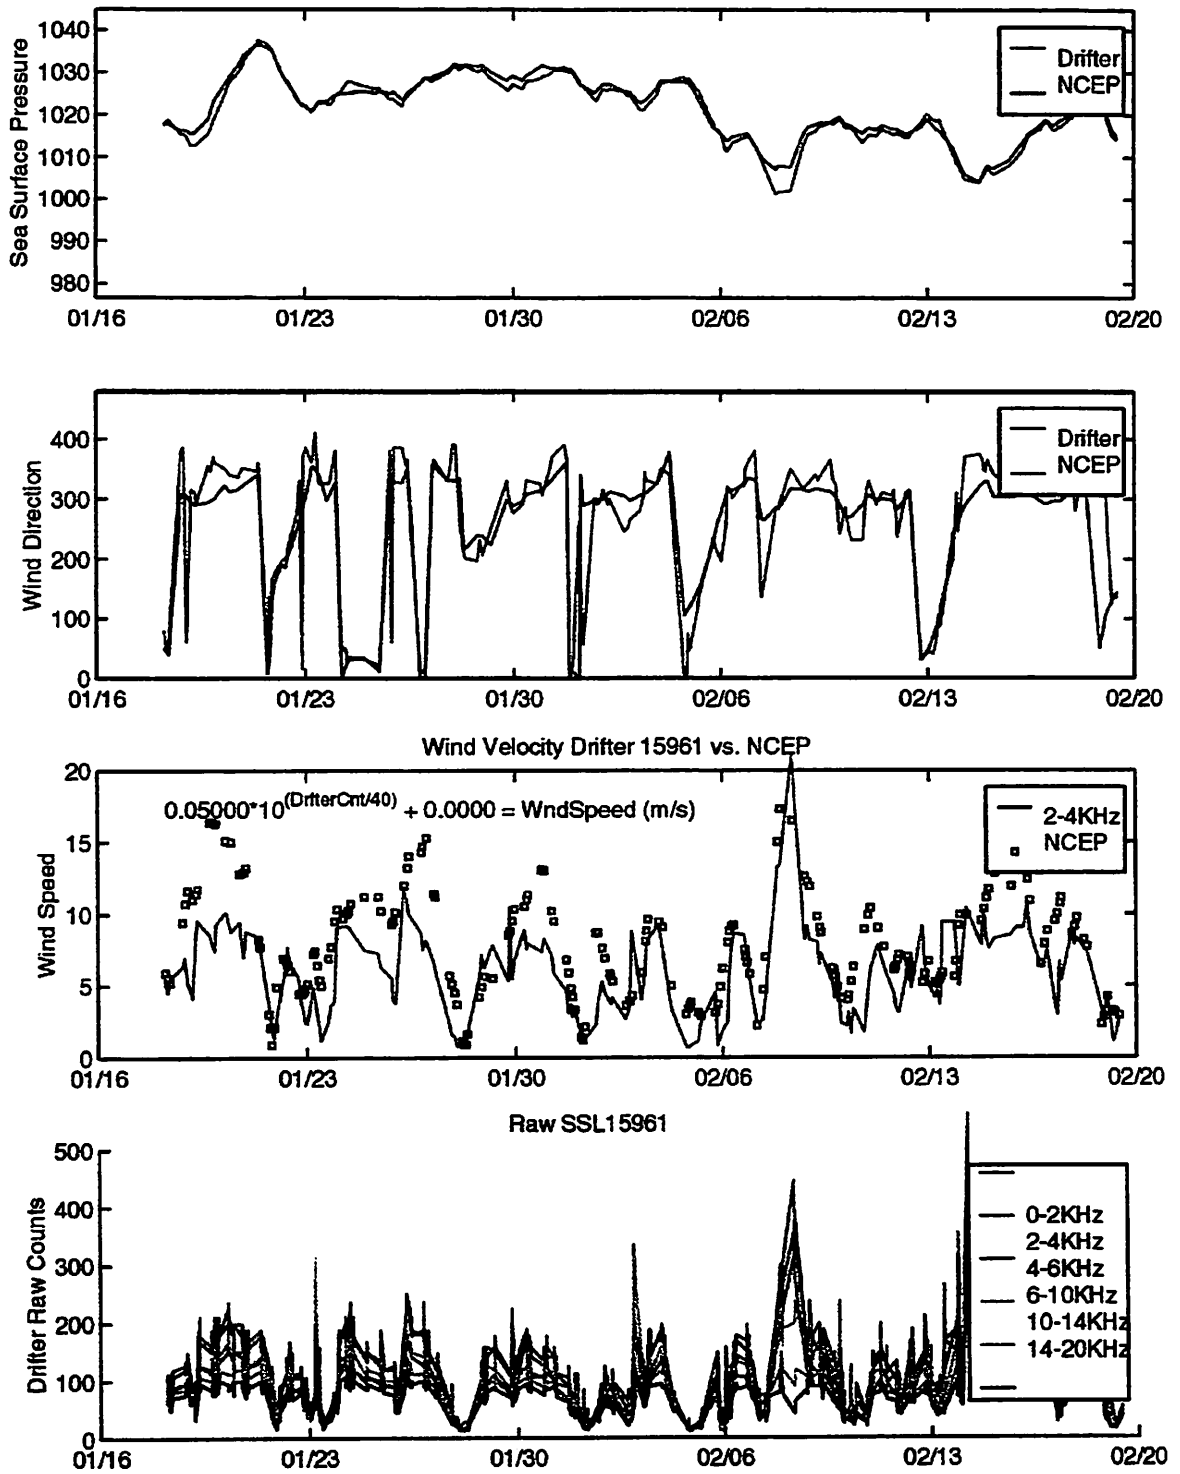 1040
1030
1020
1010
1000
990
980
Sea Surface Pressure
Drifter
NCEP
01/16 01/23 01/30 02/06 02/13 02/20
400
300
200
100
0
Wind Direction
Drifter
NCEP
01/16 01/23 01/30 02/06 02/13 02/20
Wind Velocity Drifter 15961 vs. NCEP
20
15
10
5
0
Wind Speed
0.05000*10^(DrifterCnt/40) + 0.0000 = WndSpeed (m/s)
2-4KHz
NCEP
01/16 01/23 01/30 02/06 02/13 02/20
Raw SSL15961
500
400
300
200
100
0
Drifter Raw Counts
0-2KHz
2-4KHz
4-6KHz
6-10KHz
10-14KHz
14-20KHz
01/16 01/23 01/30 02/06 02/13 02/20